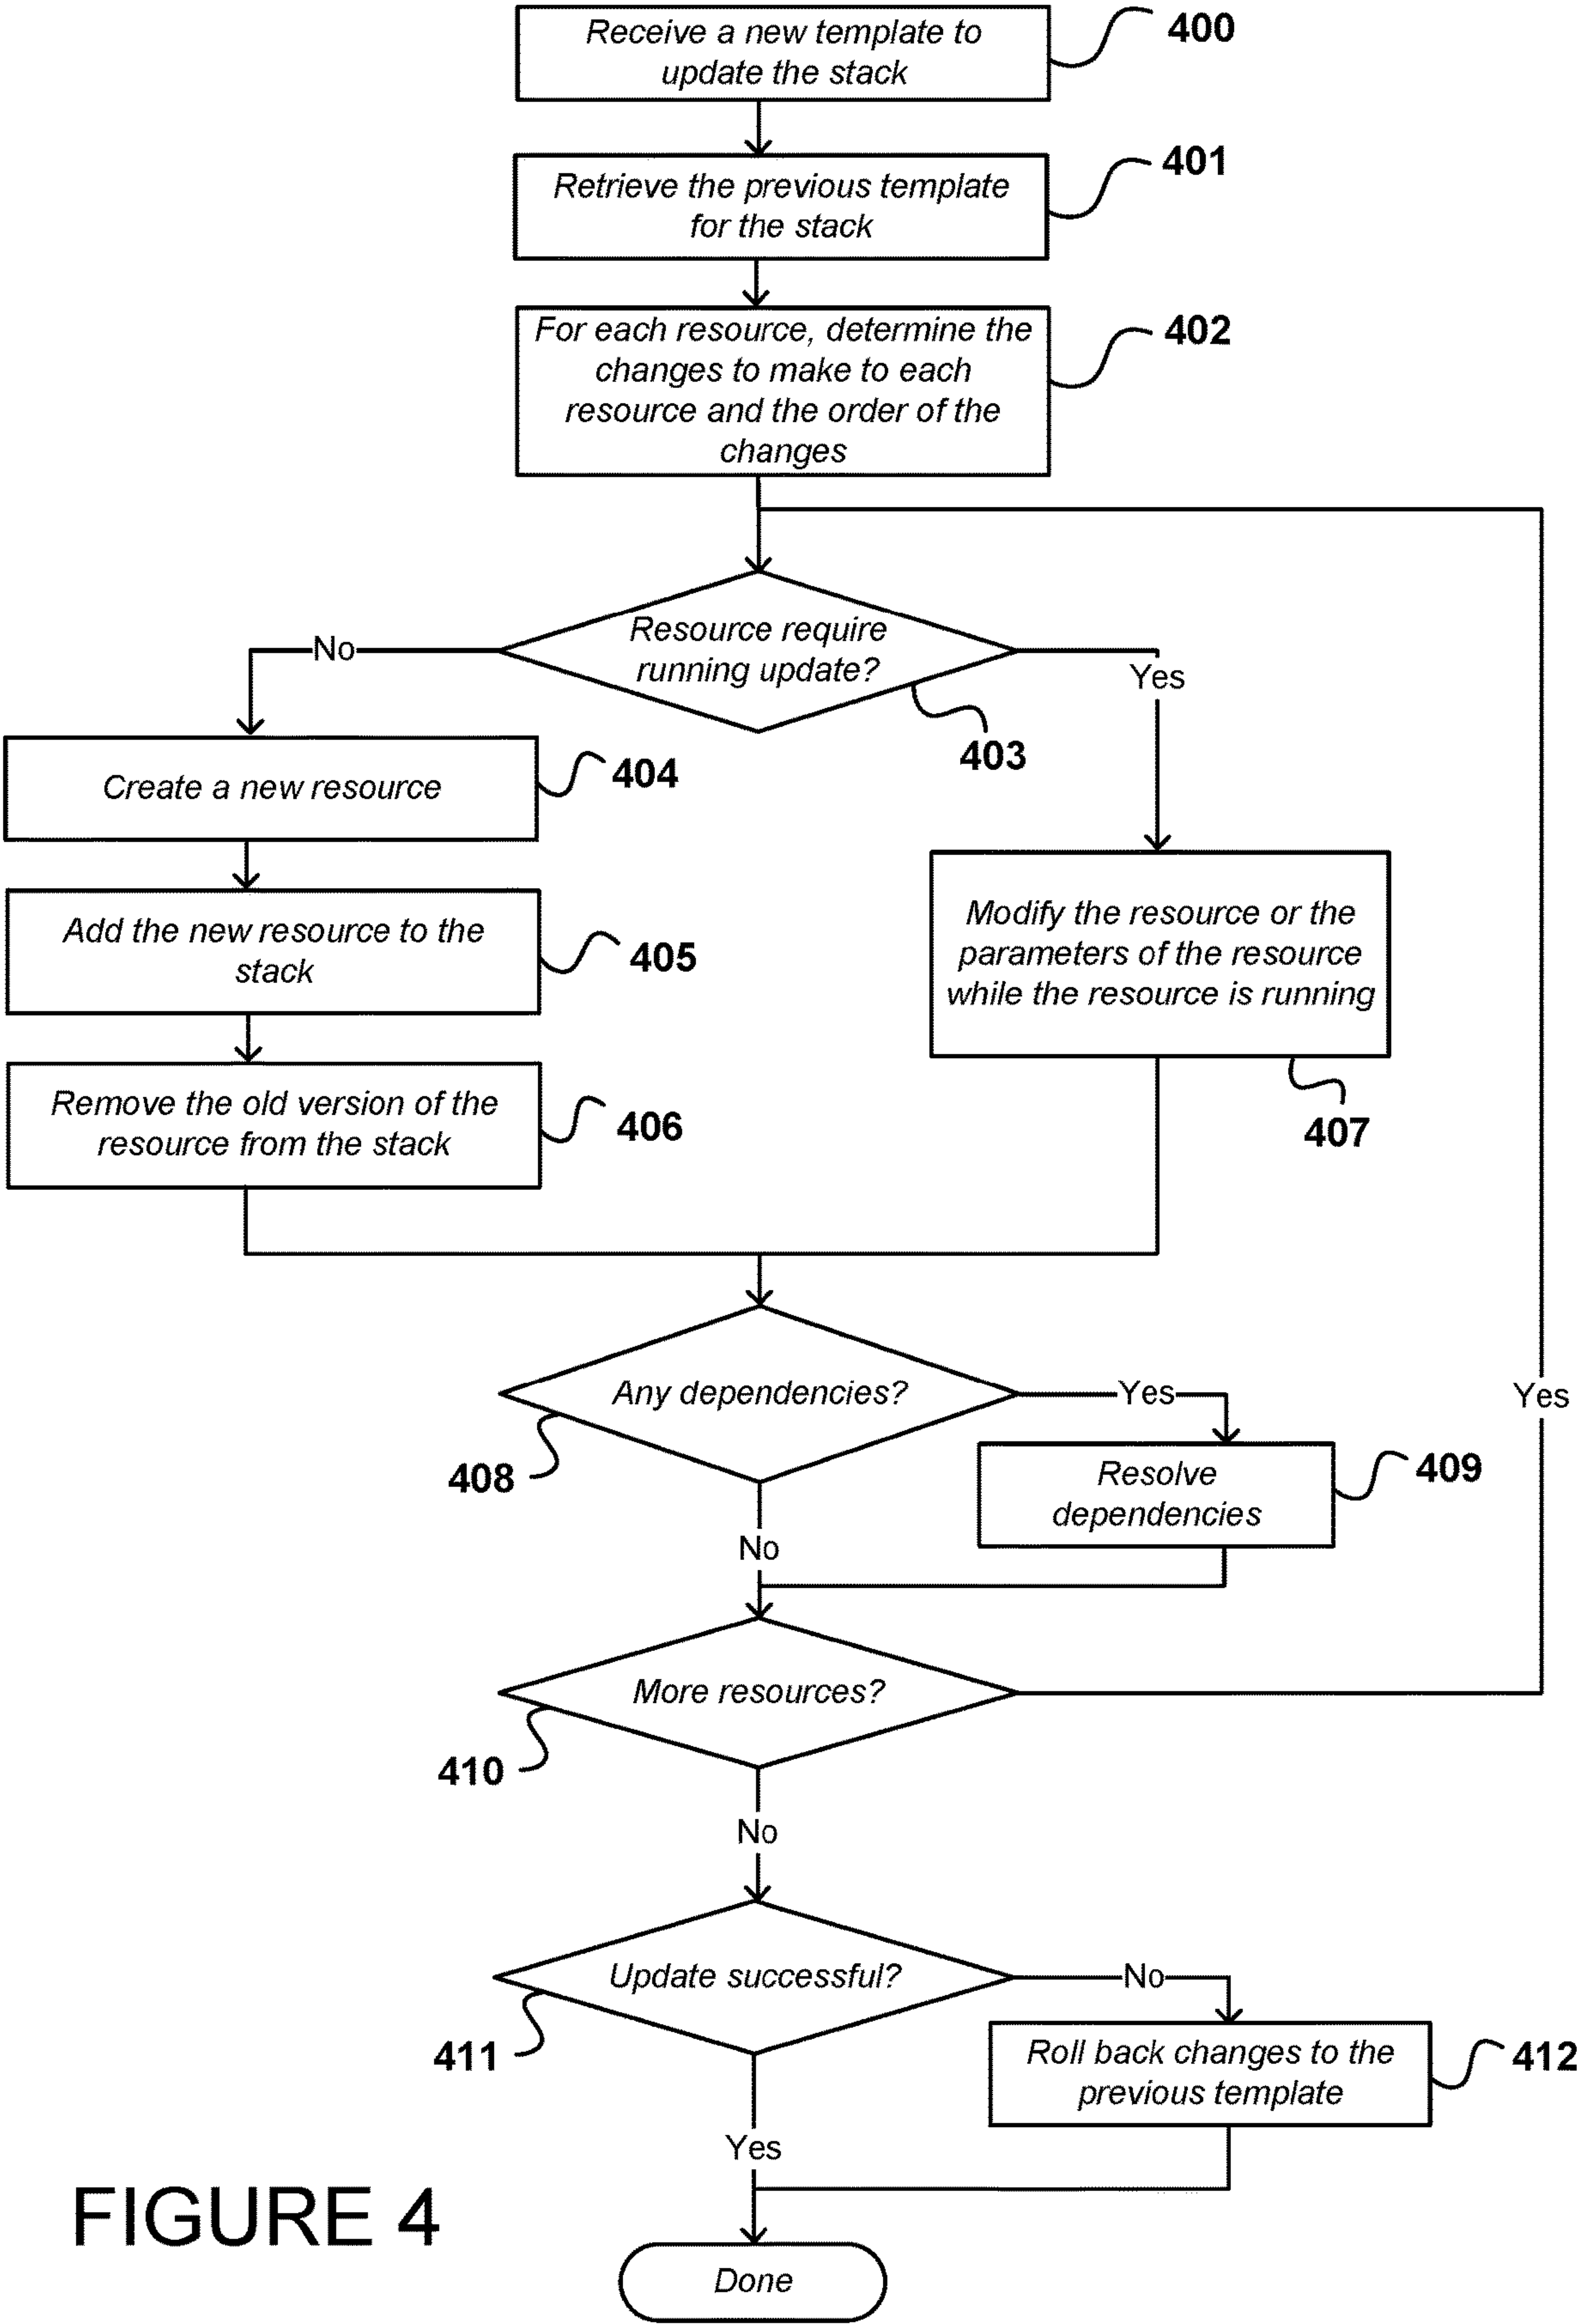 Receive a new template to
update the stack
400
Retrieve the previous template
for the stack
401
For each resource, determine the
changes to make to each
resource and the order of the
changes
402
Resource require
running update?
403
No
Yes
Create a new resource
404
Add the new resource to the
stack
405
Remove the old version of the
resource from the stack
406
Modify the resource or the
parameters of the resource
while the resource is running
407
Any dependencies?
408
Yes
Resolve
dependencies
409
No
More resources?
410
Yes
No
Update successful?
411
No
Roll back changes to the
previous template
412
Yes
Done
FIGURE 4